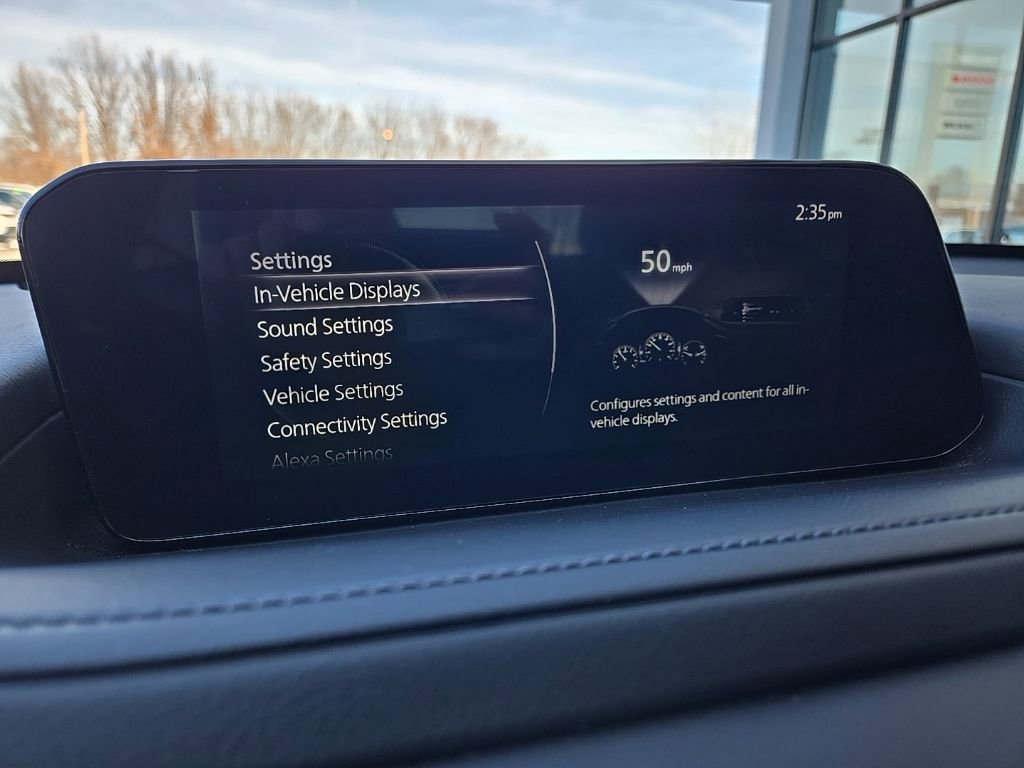 2:35pm
Settings
In-Vehicle Displays
Sound Settings
Safety Settings
Vehicle Settings
Connectivity Settings
Alexa Settings
50mph
Configures settings and content for all in-
vehicle displays.